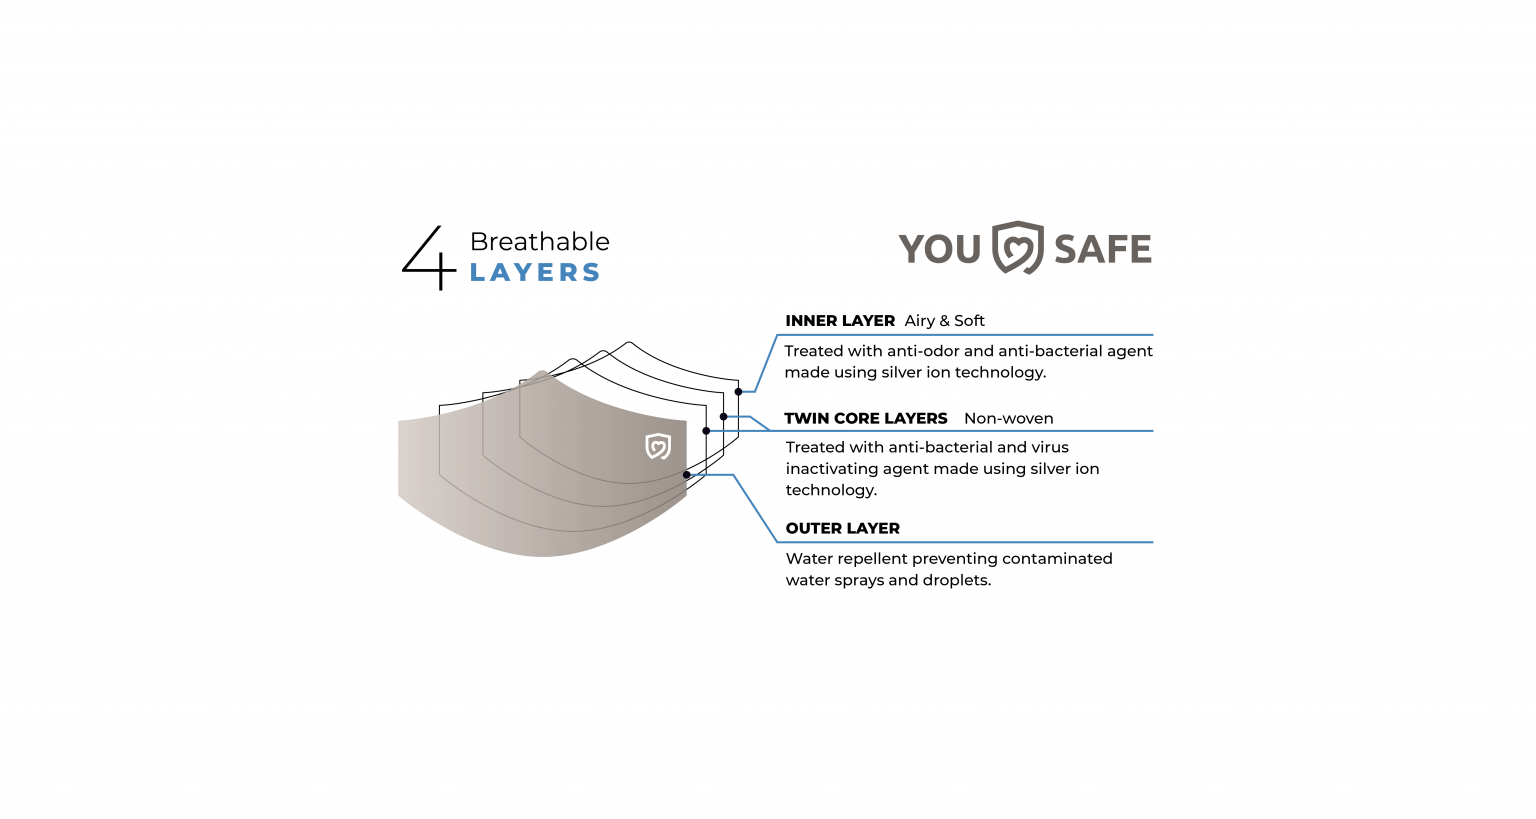 4 Breathable
LAYERS
YOU SAFE
INNER LAYER Airy & Soft
Treated with anti-odor and anti-bacterial agent
made using silver ion technology.
TWIN CORE LAYERS Non-woven
Treated with anti-bacterial and virus
inactivating agent made using silver ion
technology.
OUTER LAYER
Water repellent preventing contaminated
water sprays and droplets.